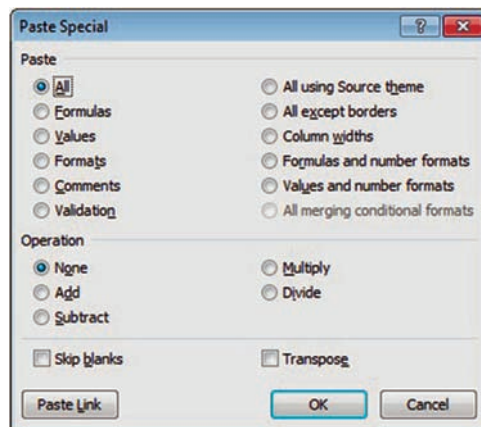 Paste Special
Paste
All All using Source theme
Formulas All except borders
Values Column widths
Formats Formulas and number formats
Comments Values and number formats
Validation All merging conditional formats
Operation
None Multiply
Add Divide
Subtract
Skip blanks Transpose
Paste Link OK Cancel